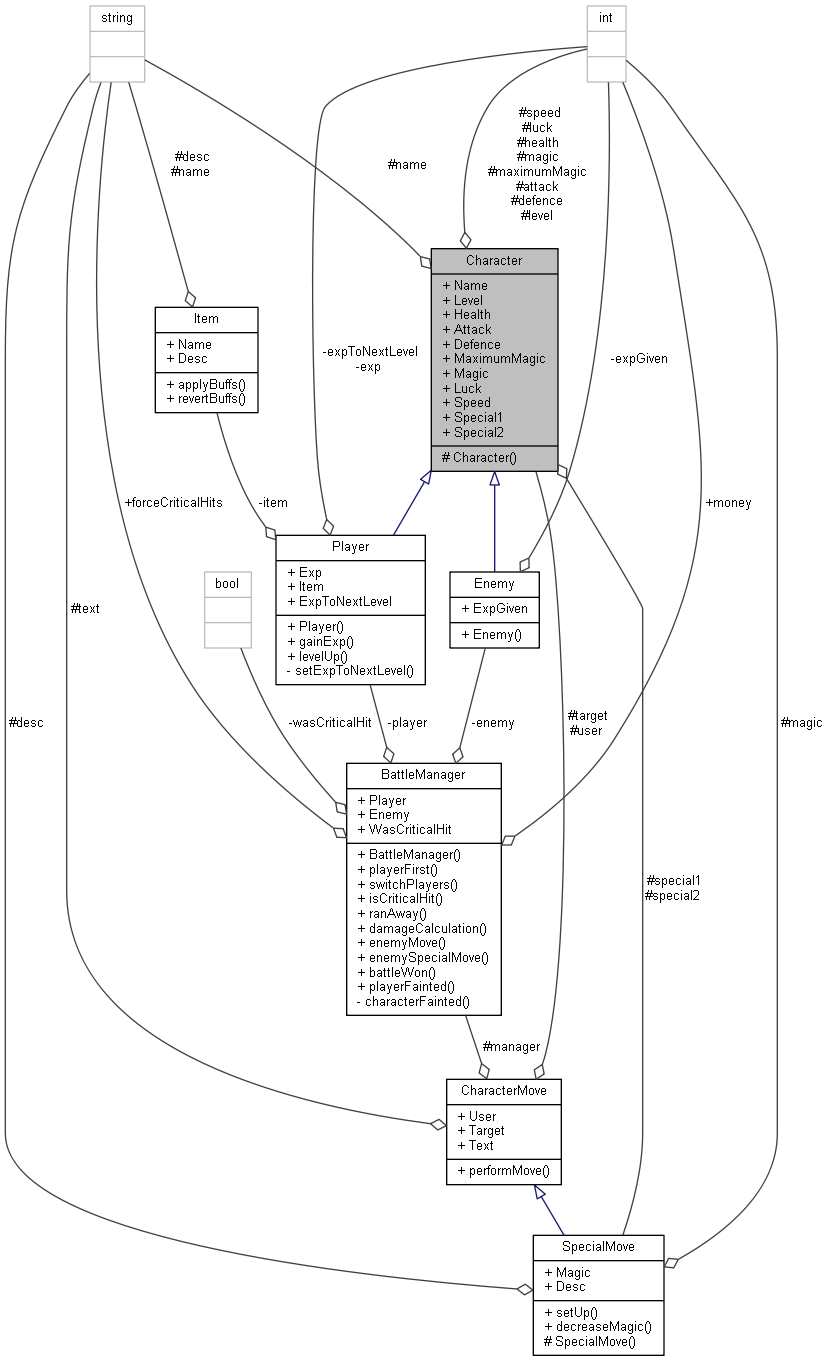 string
int
#speed
#luck
#health
#magic
#maximumMagic
#attack
#defence
#level
#desc
#name
#name
Character
+ Name
+ Level
+ Health
+ Attack
+ Defence
+ MaximumMagic
+ Magic
+ Luck
+ Speed
+ Special1
+ Special2
# Character()
Item
+ Name
+ Desc
+ applyBuffs()
+ revertBuffs()
-expToNextLevel
-exp
-expGiven
+forceCriticalHits
-item
+money
Player
+ Exp
+ Item
+ ExpToNextLevel
+ Player()
+ gainExp()
+ levelUp()
- setExpToNextLevel()
bool
Enemy
+ ExpGiven
+ Enemy()
#text
#desc
-wasCriticalHit
-player
-enemy
#target
#user
#magic
BattleManager
+ Player
+ Enemy
+ WasCriticalHit
+ BattleManager()
+ playerFirst()
+ switchPlayers()
+ isCriticalHit()
+ ranAway()
+ damageCalculation()
+ enemyMove()
+ enemySpecialMove()
+ battleWon()
+ playerFainted()
- characterFainted()
#special1
#special2
#manager
CharacterMove
+ User
+ Target
+ Text
+ performMove()
SpecialMove
+ Magic
+ Desc
+ setUp()
+ decreaseMagic()
# SpecialMove()